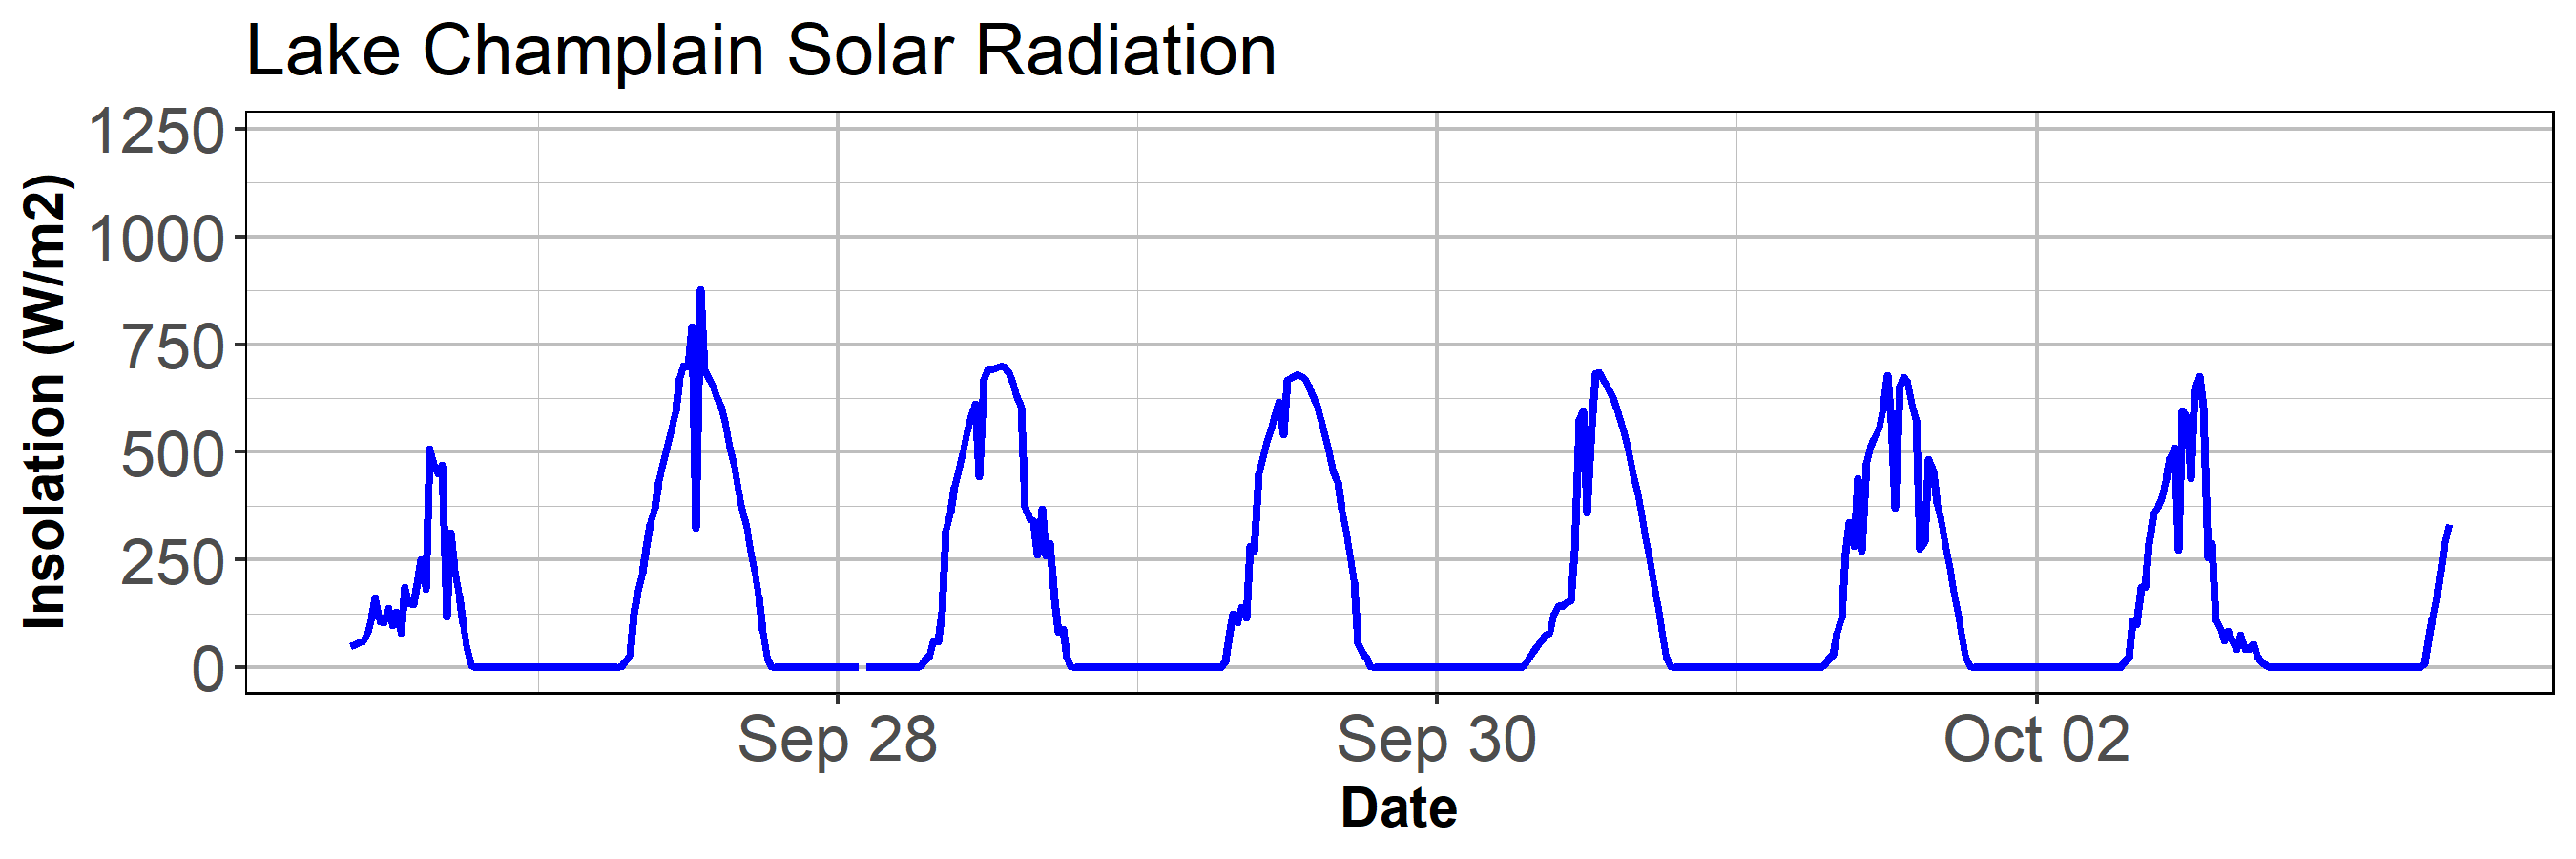 Lake Champlain Solar Radiation
Insolation (W/m2)
1250
1000
750
500
250
0
Sep 28 Sep 30 Oct 02
Date